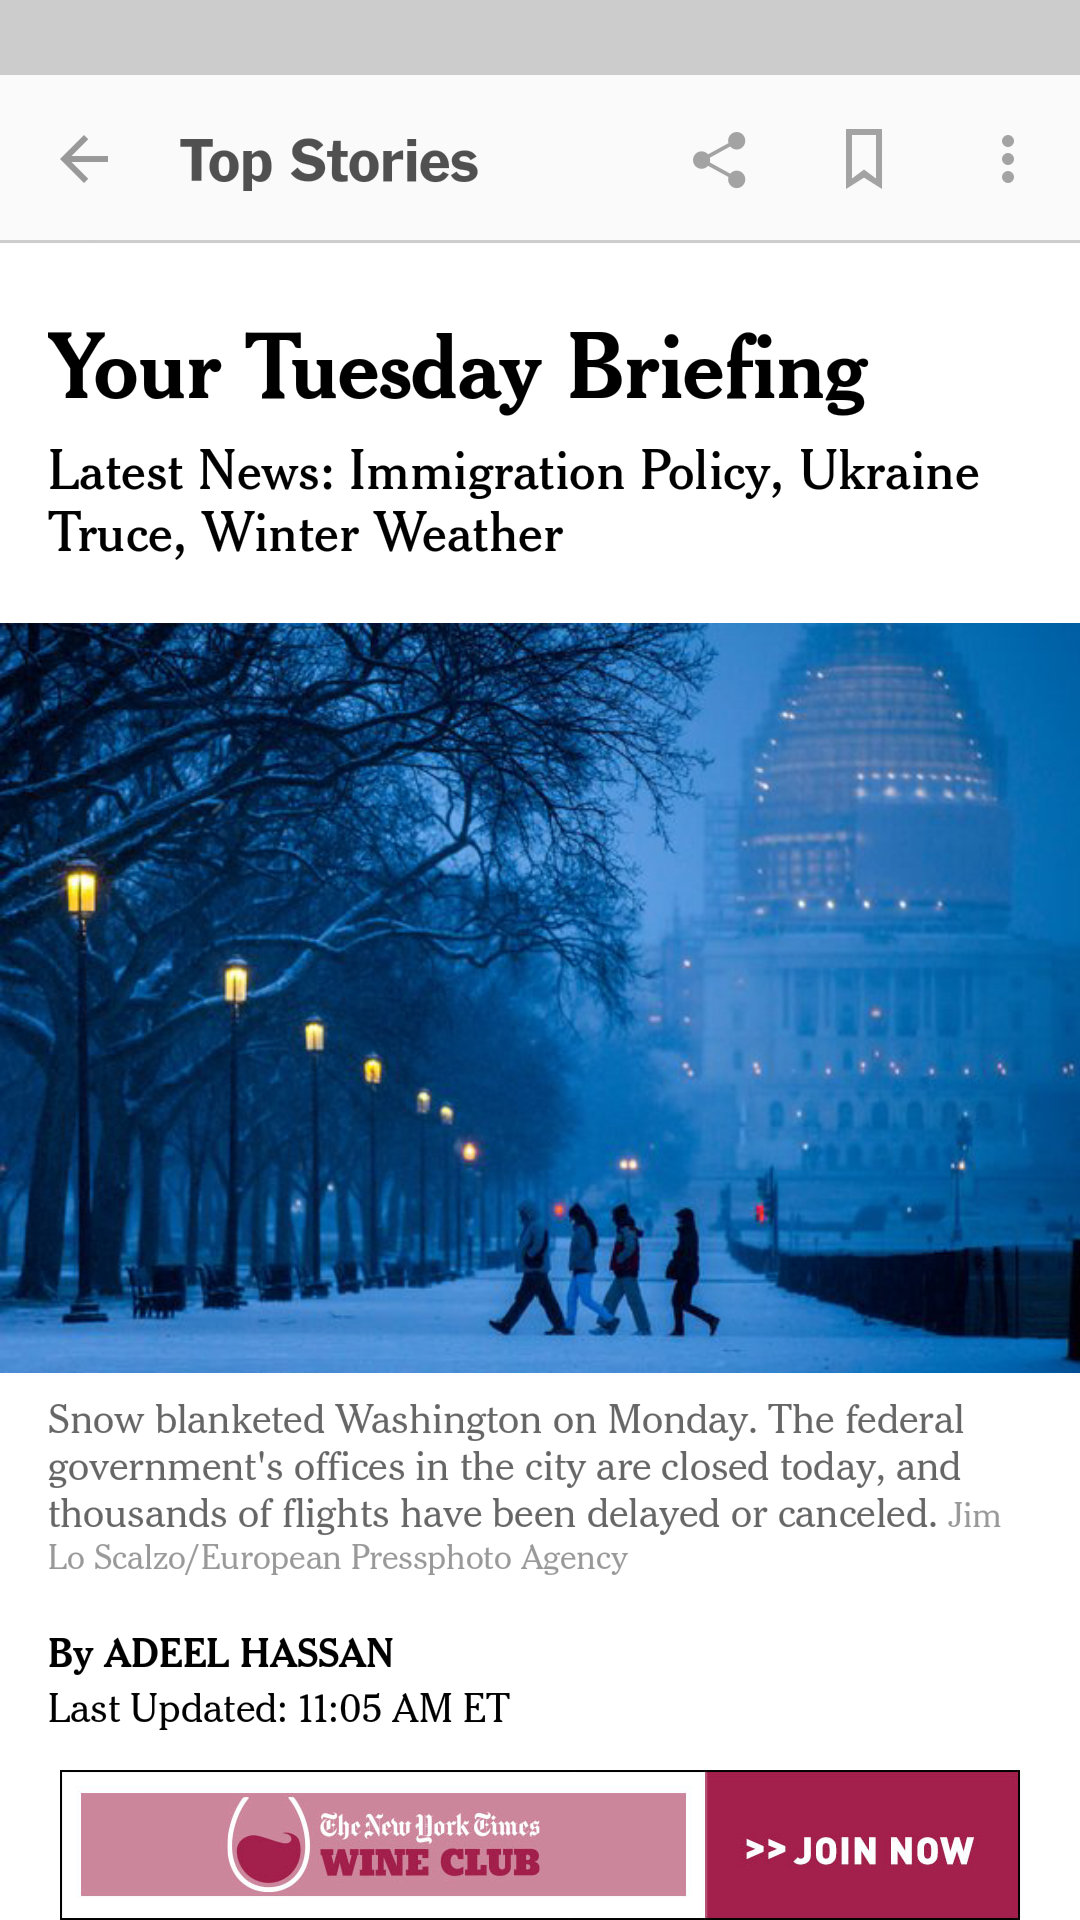 Top Stories
Your Tuesday Briefing
Latest News: Immigration Policy, Ukraine
Truce, Winter Weather
Snow blanketed Washington on Monday. The federal
government's offices in the city are closed today, and
thousands of flights have been delayed or canceled. Jim
Lo Scalzo/European Pressphoto Agency
By ADEEL HASSAN
Last Updated: 11:05 AM ET
The New York Times
WINE CLUB
>> JOIN NOW